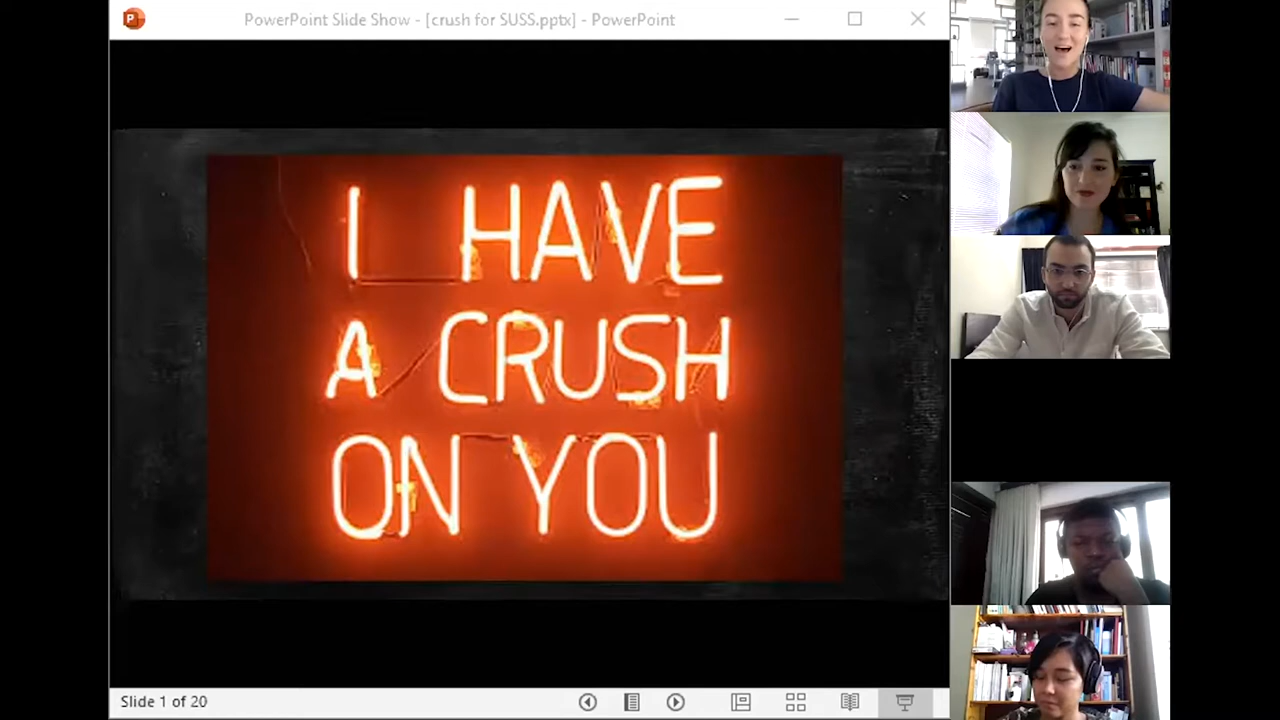 PowerPoint Slide Show - [crush for SUSS.pptx] - PowerPoint
I HAVE
A CRUSH
ON YOU
Slide 1 of 20